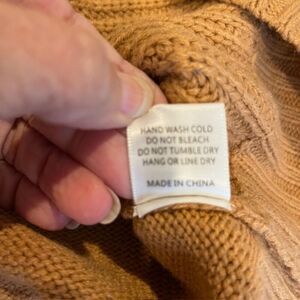 HAND WASH COLD
DO NOT BLEACH
DO NOT TUMBLE DRY
HANG OR LINE DRY
MADE IN CHINA